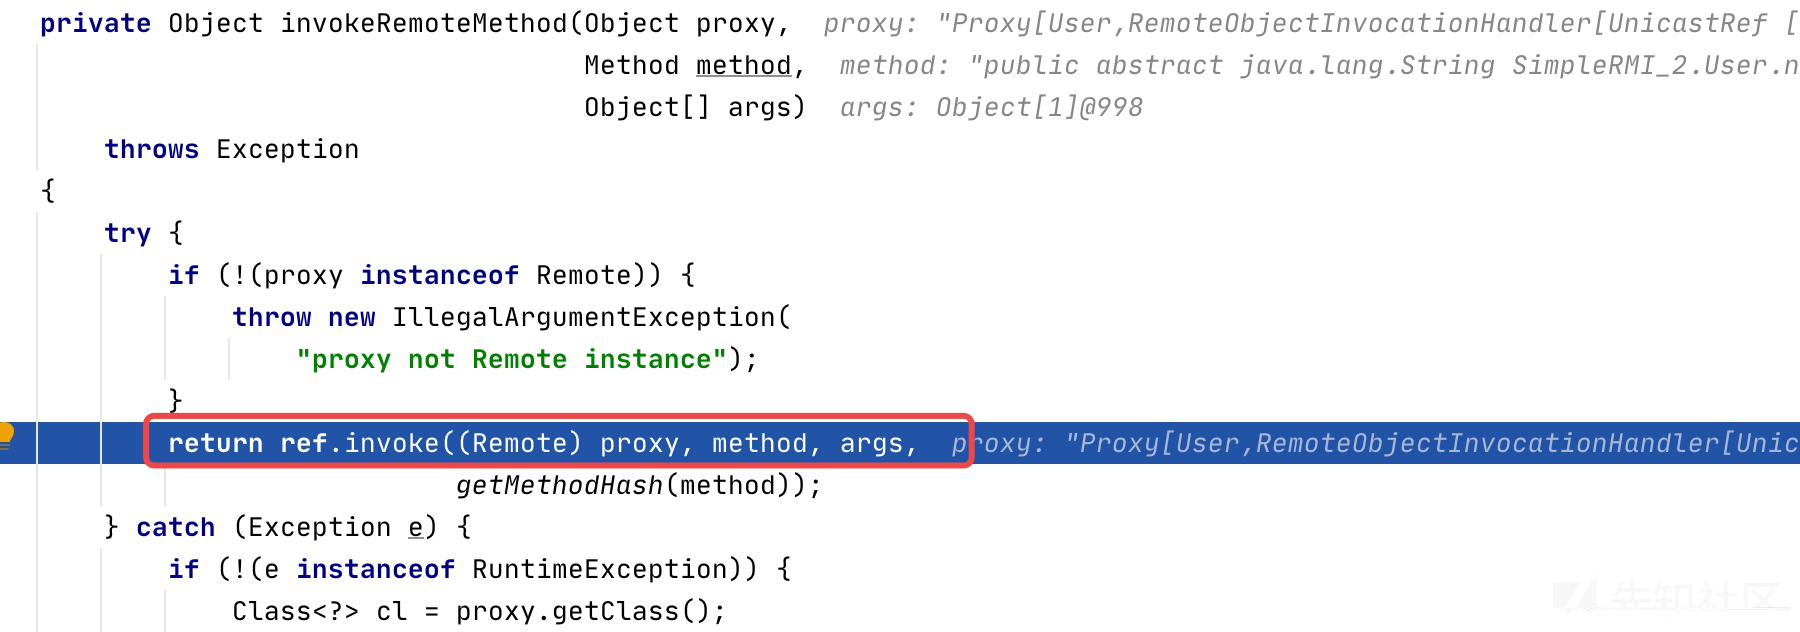 private Object invokeRemoteMethod(Object proxy,  proxy: "Proxy[User,RemoteObjectInvocationHandler[UnicastRef [
                                  Method method,  method: "public abstract java.lang.String SimpleRMI_2.User.n
                                  Object[] args)  args: Object[1]@998
    throws Exception
{
    try {
        if (!(proxy instanceof Remote)) {
            throw new IllegalArgumentException(
                "proxy not Remote instance");
        }
        return ref.invoke((Remote) proxy, method, args,  proxy: "Proxy[User,RemoteObjectInvocationHandler[Unic
                          getMethodHash(method));
    } catch (Exception e) {
        if (!(e instanceof RuntimeException)) {
            Class<?> cl = proxy.getClass();
先知社区